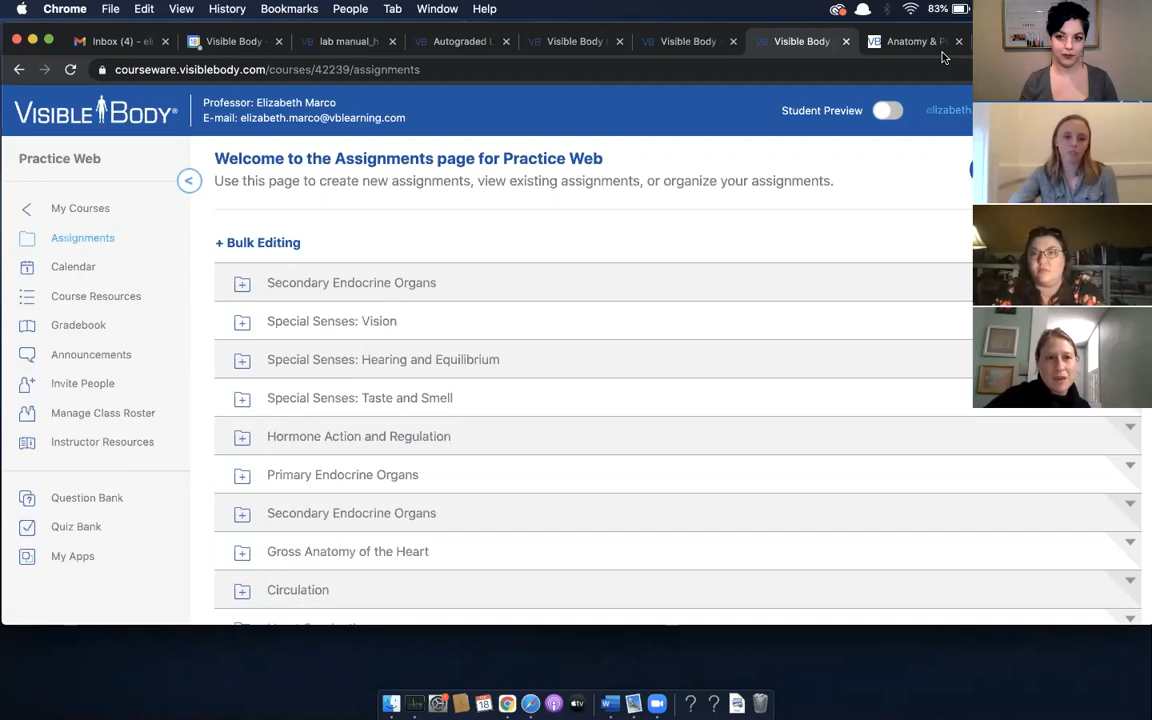 Chrome File Edit View History Bookmarks People Tab Window Help 83%
Inbox (4) - eli Visible Body - lab manual_h Autograded L Visible Body Visible Body - Visible Body Anatomy & P
courseware.visiblebody.com/courses/42239/assignments
VISIBLE BODY®
Professor: Elizabeth Marco
E-mail: elizabeth.marco@vblearning.com
Student Preview
elizabeth
Practice Web
My Courses
Assignments
Calendar
Course Resources
Gradebook
Announcements
Invite People
Manage Class Roster
Instructor Resources
Question Bank
Quiz Bank
My Apps
Welcome to the Assignments page for Practice Web
Use this page to create new assignments, view existing assignments, or organize your assignments.
+ Bulk Editing
Secondary Endocrine Organs
Special Senses: Vision
Special Senses: Hearing and Equilibrium
Special Senses: Taste and Smell
Hormone Action and Regulation
Primary Endocrine Organs
Secondary Endocrine Organs
Gross Anatomy of the Heart
Circulation